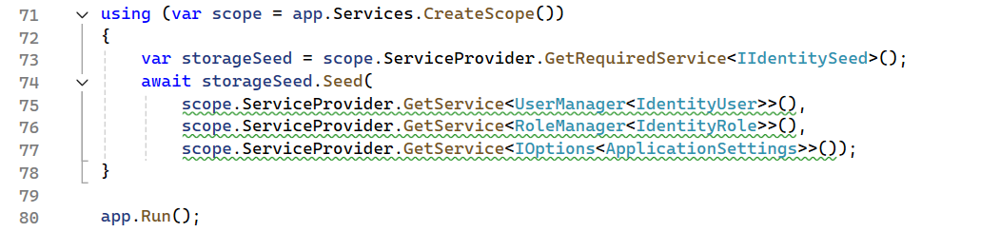 71 using (var scope = app.Services.CreateScope())
72 {
73 var storageSeed = scope.ServiceProvider.GetRequiredService<IIdentitySeed>();
74 await storageSeed.Seed(
75 scope.ServiceProvider.GetService<UserManager<IdentityUser>>(),
76 scope.ServiceProvider.GetService<RoleManager<IdentityRole>>(),
77 scope.ServiceProvider.GetService<IOptions<ApplicationSettings>>());
78 }
79
80 app.Run();